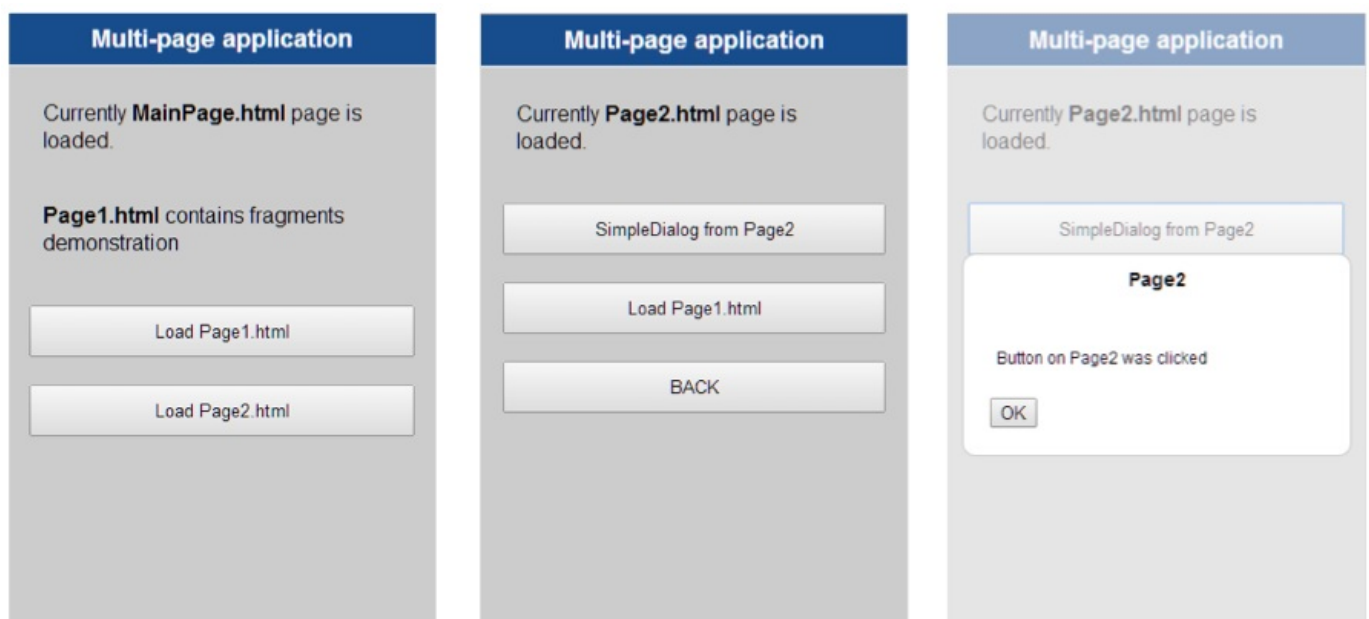 Multi-page application
Currently MainPage.html page is
loaded.
Page1.html contains fragments
demonstration
Load Page1.html
Load Page2.html
Multi-page application
Currently Page2.html page is
loaded.
SimpleDialog from Page2
Load Page1.html
BACK
Multi-page application
Currently Page2.html page is
loaded.
SimpleDialog from Page2
Page2
Button on Page2 was clicked
OK